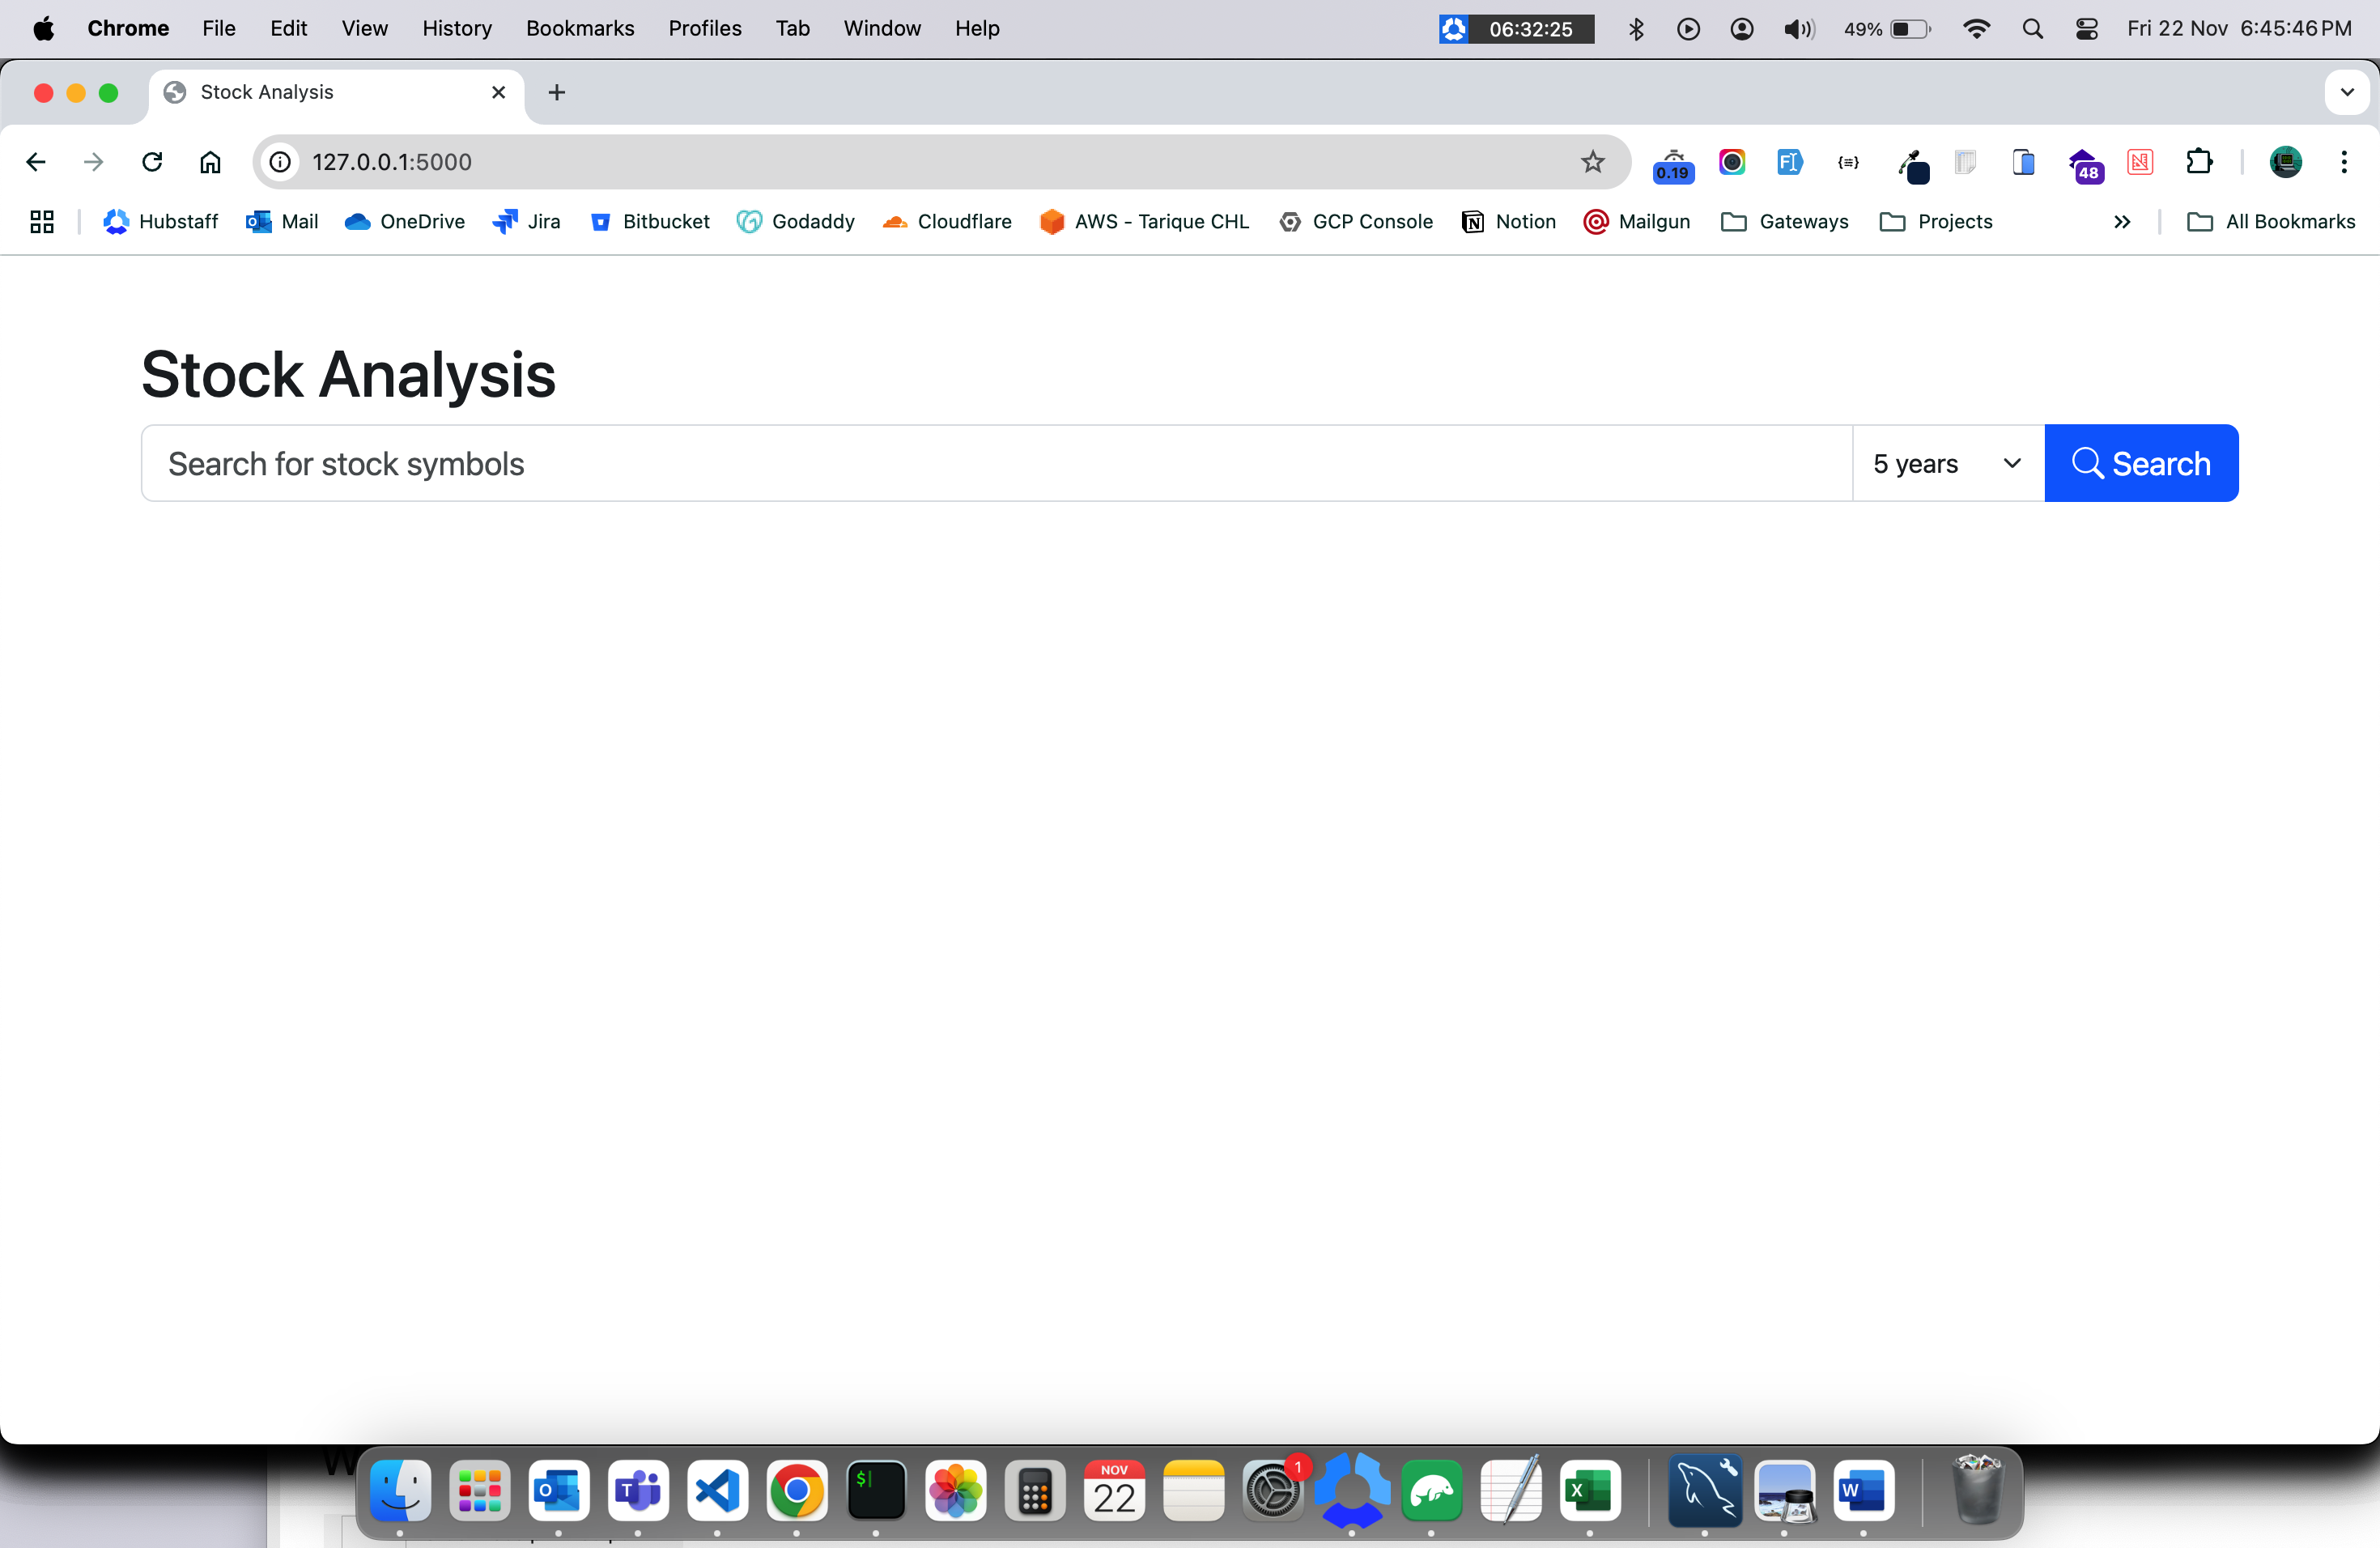 Chrome File Edit View History Bookmarks Profiles Tab Window Help 06:32:25 49% Fri 22 Nov 6:45:46 PM
Stock Analysis
127.0.0.1:5000 0.19 FI {≡} 48
Hubstaff Mail OneDrive Jira Bitbucket Godaddy Cloudflare AWS - Tarique CHL GCP Console Notion Mailgun Gateways Projects All Bookmarks
Stock Analysis
Search for stock symbols 5 years Search
NOV 1
22